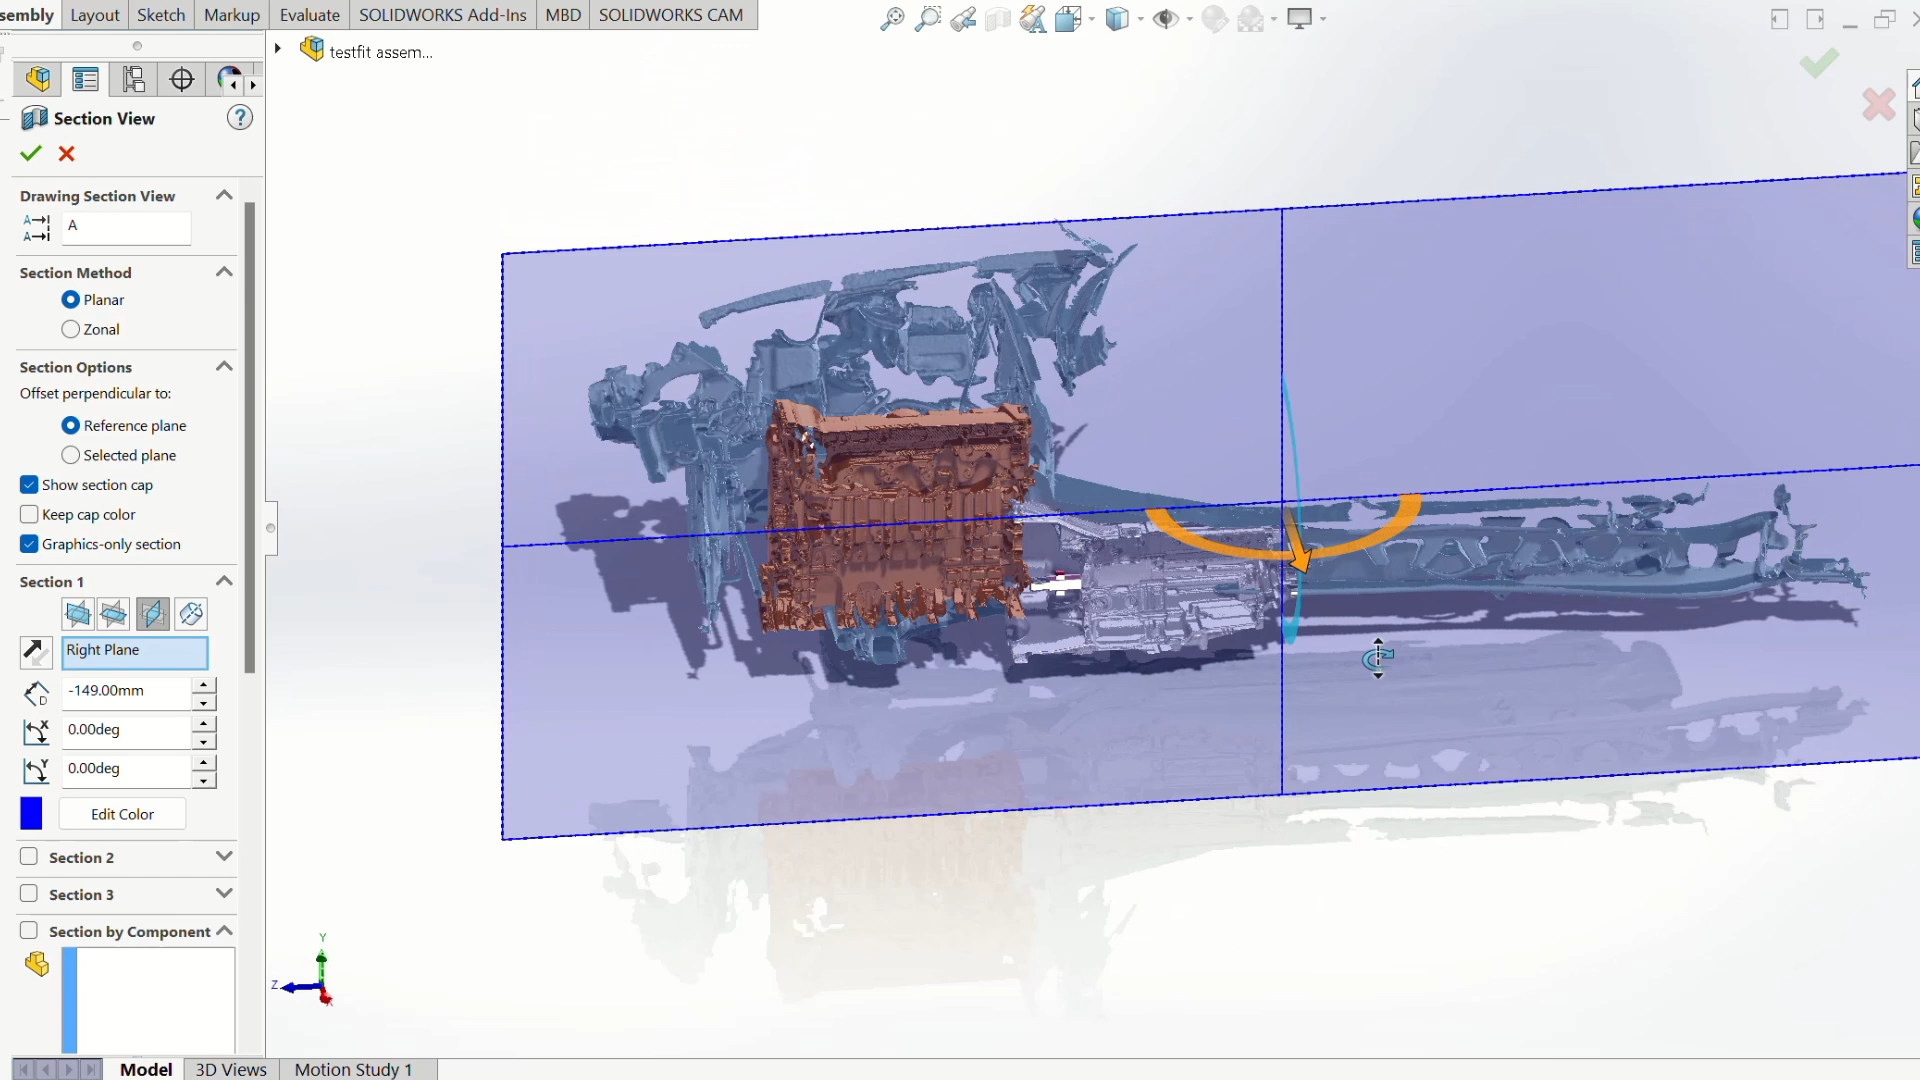 sembly Layout Sketch Markup Evaluate SOLIDWORKS Add-Ins MBD SOLIDWORKS CAM
testfit assem...
Section View
?
Drawing Section View
A
Section Method
Planar
Zonal
Section Options
Offset perpendicular to:
Reference plane
Selected plane
Show section cap
Keep cap color
Graphics-only section
Section 1
Right Plane
-149.00mm
0.00deg
0.00deg
Edit Color
Section 2
Section 3
Section by Component
Y
Z
Model 3D Views Motion Study 1